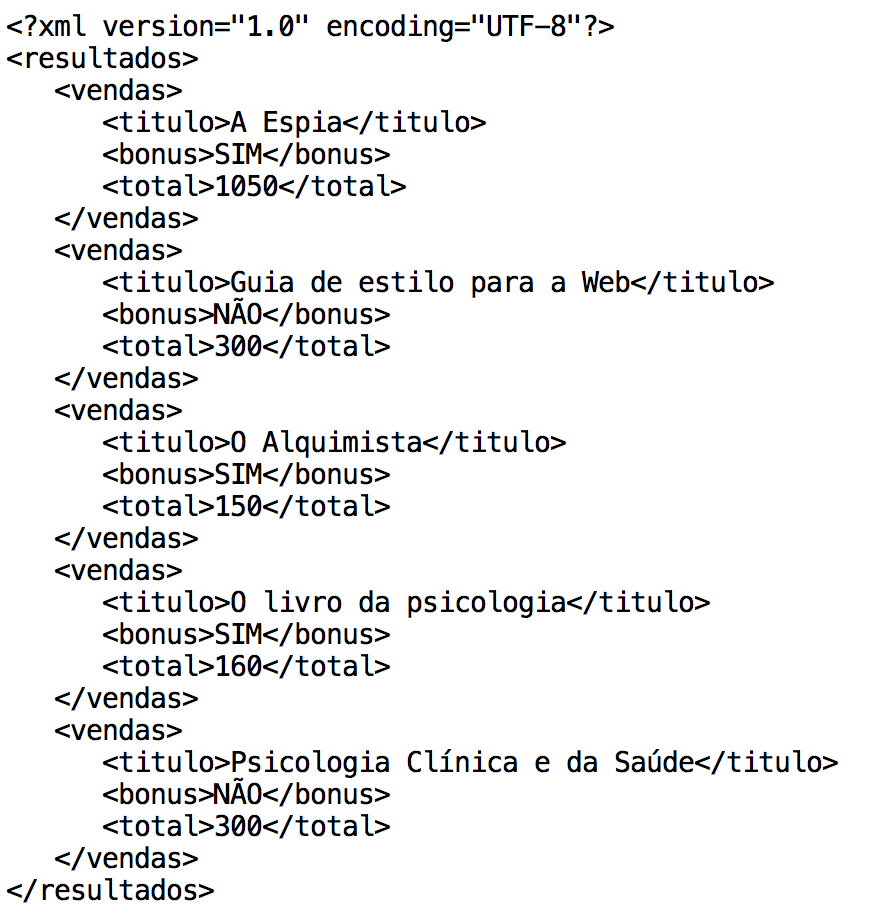 <?xml version="1.0" encoding="UTF-8"?>
<resultados>
   <vendas>
      <titulo>A Espia</titulo>
      <bonus>SIM</bonus>
      <total>1050</total>
   </vendas>
   <vendas>
      <titulo>Guia de estilo para a Web</titulo>
      <bonus>NÃO</bonus>
      <total>300</total>
   </vendas>
   <vendas>
      <titulo>O Alquimista</titulo>
      <bonus>SIM</bonus>
      <total>150</total>
   </vendas>
   <vendas>
      <titulo>O livro da psicologia</titulo>
      <bonus>SIM</bonus>
      <total>160</total>
   </vendas>
   <vendas>
      <titulo>Psicologia Clínica e da Saúde</titulo>
      <bonus>NÃO</bonus>
      <total>300</total>
   </vendas>
</resultados>